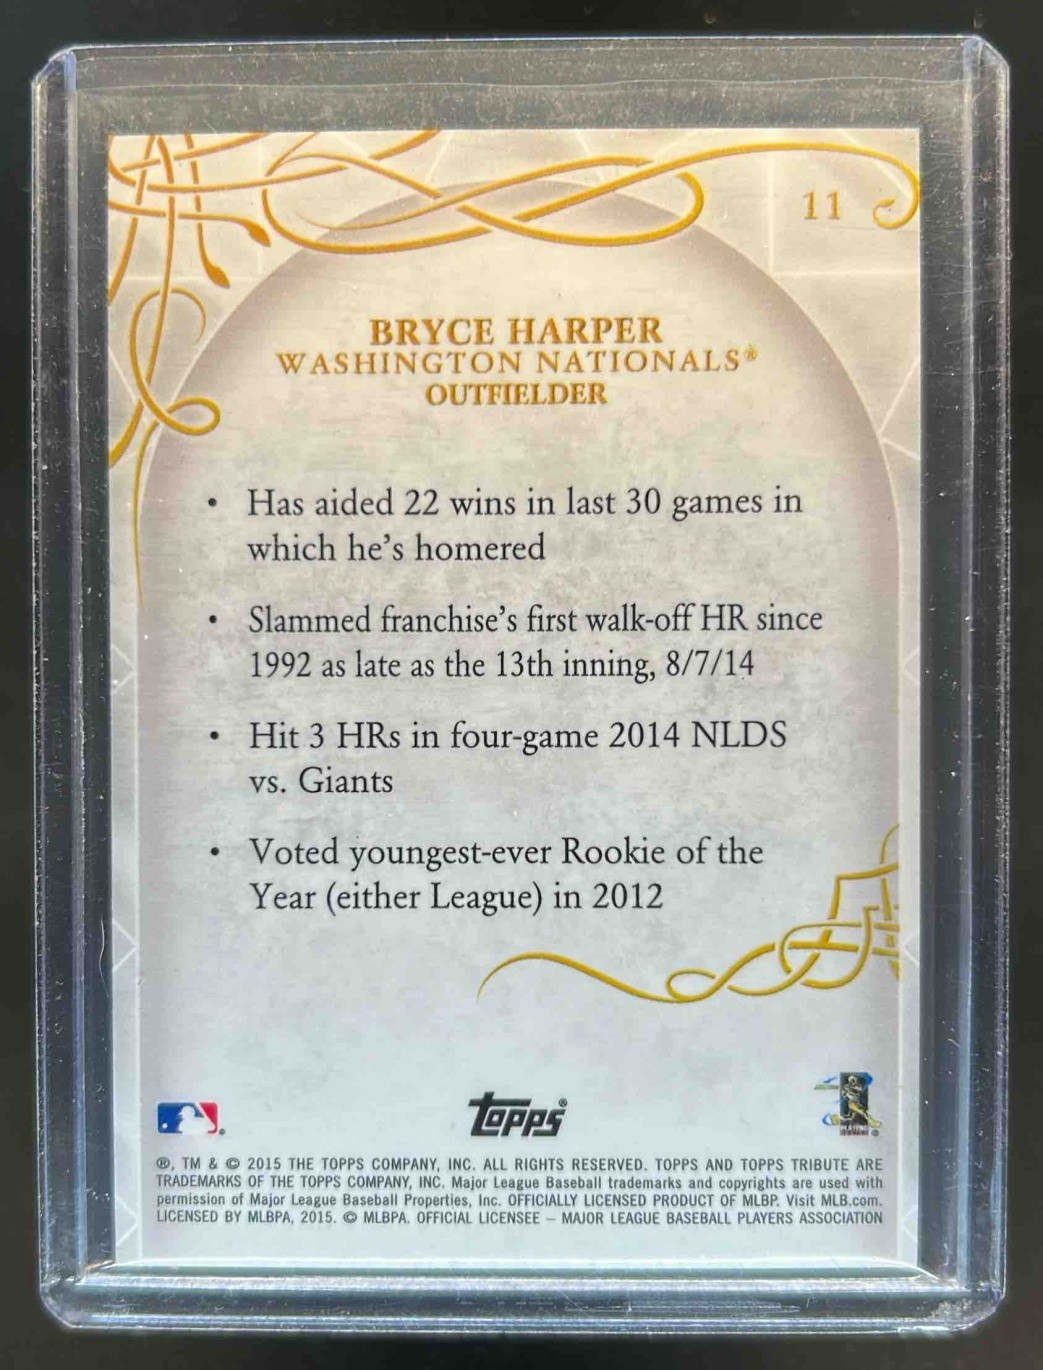 11
BRYCE HARPER
WASHINGTON NATIONALS®
OUTFIELDER
• Has aided 22 wins in last 30 games in
which he's homered
• Slammed franchise's first walk-off HR since
1992 as late as the 13th inning, 8/7/14
• Hit 3 HRs in four-game 2014 NLDS
vs. Giants
• Voted youngest-ever Rookie of the
Year (either League) in 2012
Topps®
PLAYERS
®, TM & © 2015 THE TOPPS COMPANY, INC. ALL RIGHTS RESERVED. TOPPS AND TOPPS TRIBUTE ARE
TRADEMARKS OF THE TOPPS COMPANY, INC. Major League Baseball trademarks and copyrights are used with
permission of Major League Baseball Properties, Inc. OFFICIALLY LICENSED PRODUCT OF MLBP. Visit MLB.com.
LICENSED BY MLBPA, 2015. © MLBPA. OFFICIAL LICENSEE – MAJOR LEAGUE BASEBALL PLAYERS ASSOCIATION